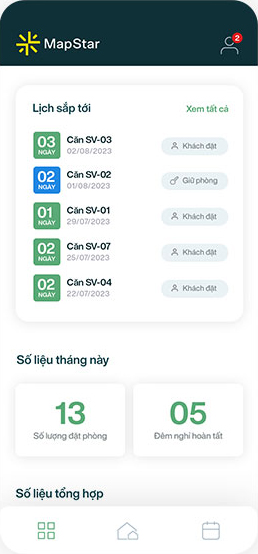 MapStar
2
Lịch sắp tới
Xem tất cả
03
NGÀY
Căn SV-03
02/08/2023
Khách đặt
02
NGÀY
Căn SV-02
01/08/2023
Giữ phòng
01
NGÀY
Căn SV-01
29/07/2023
Khách đặt
02
NGÀY
Căn SV-07
25/07/2023
Khách đặt
02
NGÀY
Căn SV-04
22/07/2023
Khách đặt
Số liệu tháng này
13
Số lượng đặt phòng
05
Đêm nghỉ hoàn tất
Số liệu tổng hợp